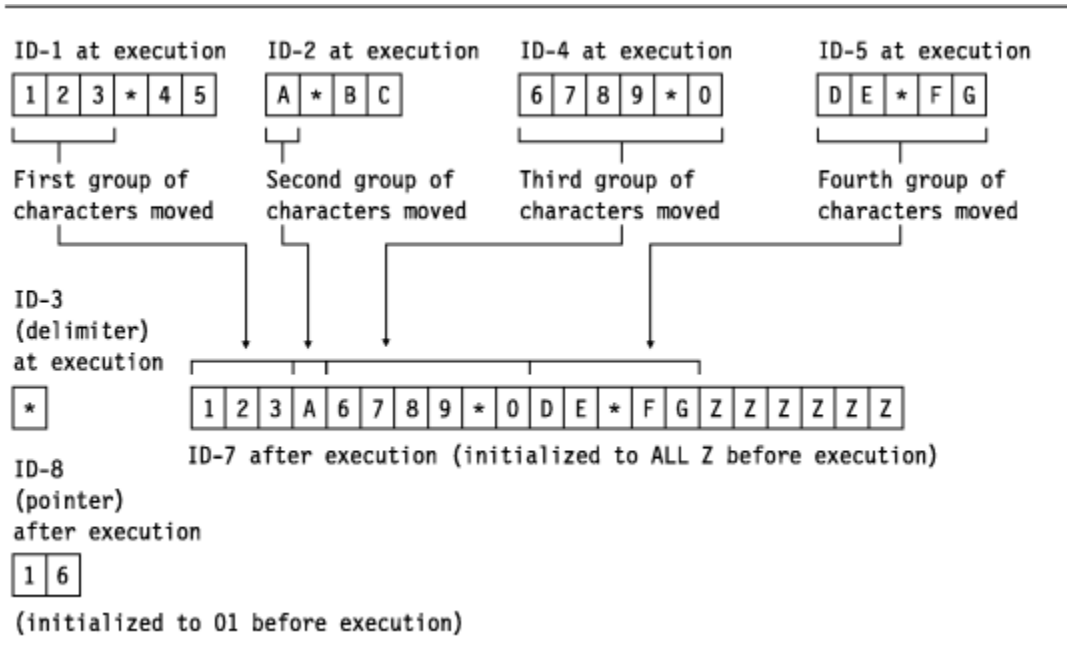 ID-1 at execution ID-2 at execution ID-4 at execution ID-5 at execution
1 2 3 * 4 5 A * B C 6 7 8 9 * 0 D E * F G
First group of Second group of Third group of Fourth group of
characters moved characters moved characters moved characters moved
ID-3
(delimiter)
at execution
*
1 2 3 A 6 7 8 9 * 0 D E * F G Z Z Z Z Z Z
ID-7 after execution (initialized to ALL Z before execution)
ID-8
(pointer)
after execution
1 6
(initialized to 01 before execution)